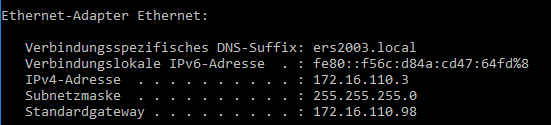 Ethernet-Adapter Ethernet:
Verbindungsspezifisches DNS-Suffix: ers2003.local
Verbindungslokale IPv6-Adresse  . : fe80::f56c:d84a:cd47:64fd%8
IPv4-Adresse  . . . . . . . . . . : 172.16.110.3
Subnetzmaske  . . . . . . . . . . : 255.255.255.0
Standardgateway . . . . . . . . . : 172.16.110.98